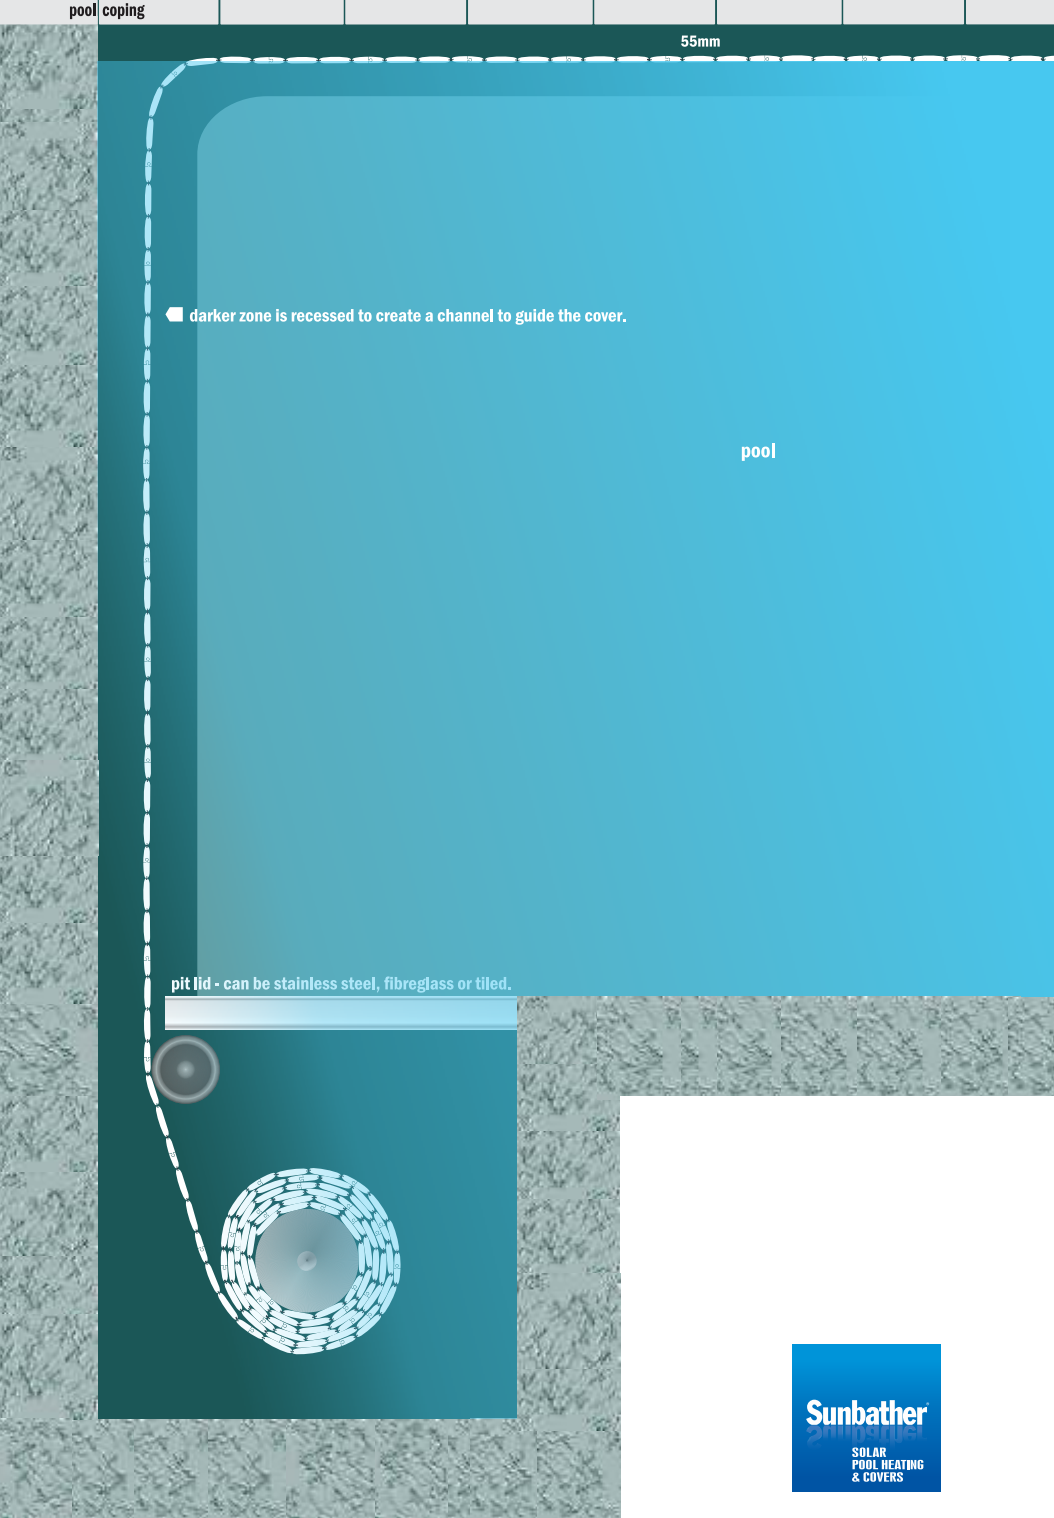 pool coping
55mm
darker zone is recessed to create a channel to guide the cover.
pool
pit lid - can be stainless steel, fibreglass or tiled.
Sunbather
SOLAR
POOL HEATING
& COVERS